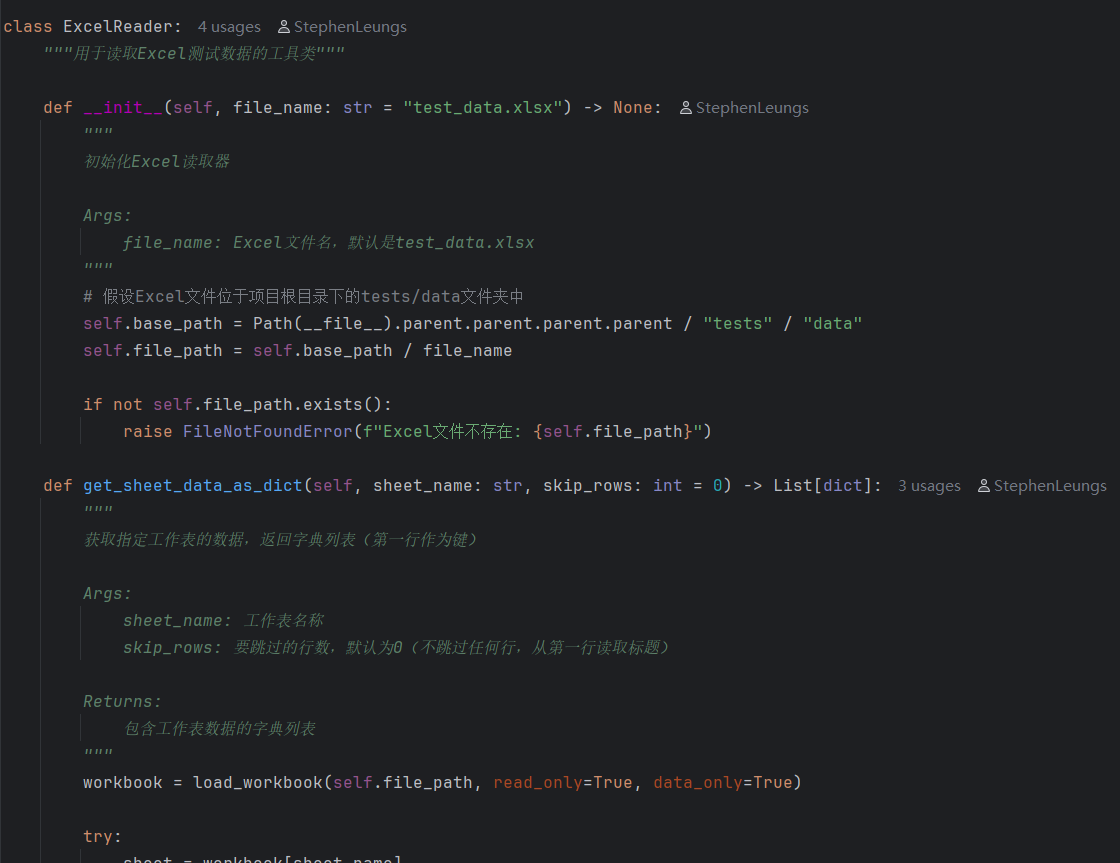 class ExcelReader: 4 usages StephenLeungs
"""用于读取Excel测试数据的工具类"""
def __init__(self, file_name: str = "test_data.xlsx") -> None: StephenLeungs
"""
初始化Excel读取器
Args:
file_name: Excel文件名，默认是test_data.xlsx
"""
# 假设Excel文件位于项目根目录下的tests/data文件夹中
self.base_path = Path(__file__).parent.parent.parent.parent / "tests" / "data"
self.file_path = self.base_path / file_name
if not self.file_path.exists():
raise FileNotFoundError(f"Excel文件不存在: {self.file_path}")
def get_sheet_data_as_dict(self, sheet_name: str, skip_rows: int = 0) -> List[dict]: 3 usages StephenLeungs
"""
获取指定工作表的数据，返回字典列表（第一行作为键）
Args:
sheet_name: 工作表名称
skip_rows: 要跳过的行数，默认为0（不跳过任何行，从第一行读取标题）
Returns:
包含工作表数据的字典列表
"""
workbook = load_workbook(self.file_path, read_only=True, data_only=True)
try:
sheet = workbook[sheet_name]